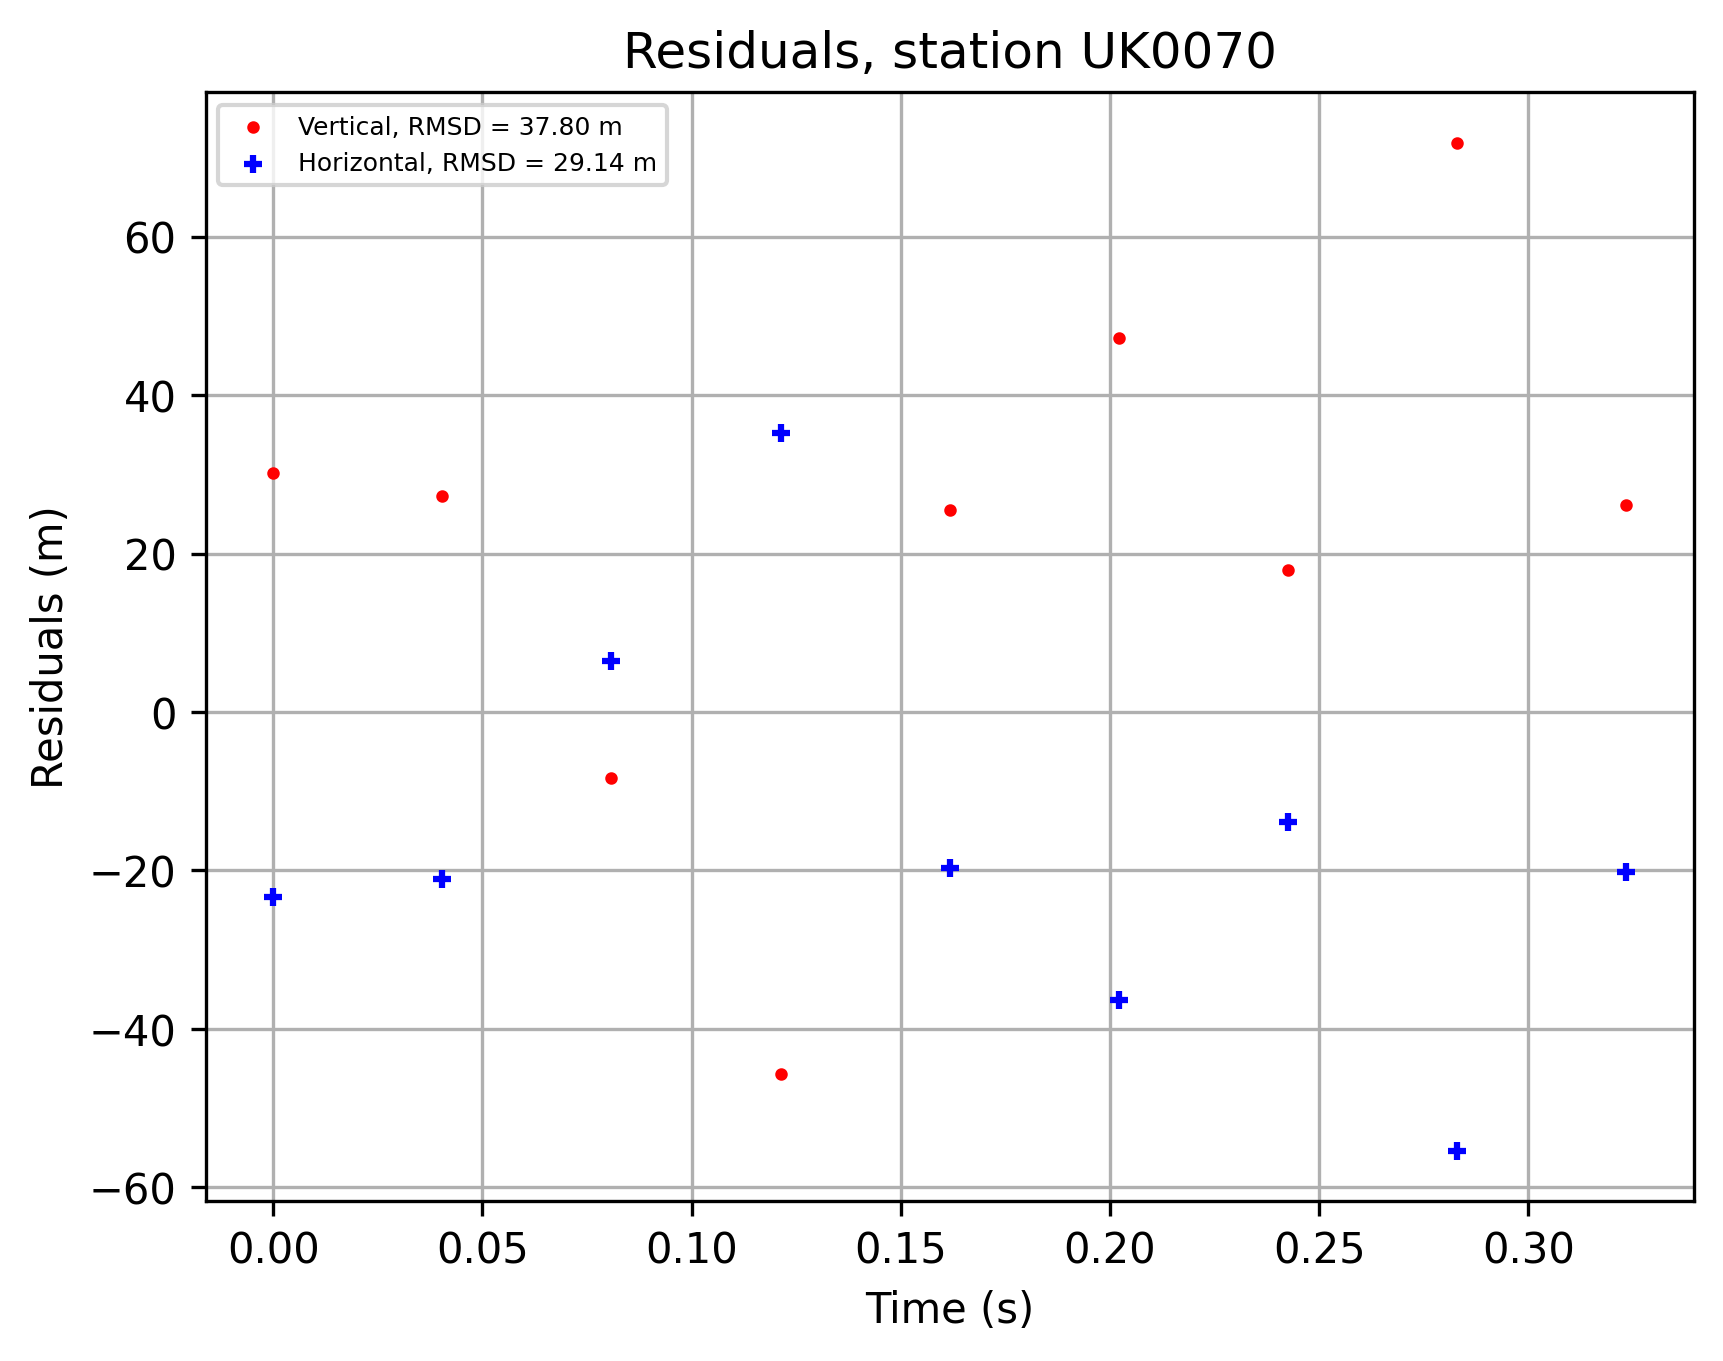 Residuals, station UK0070
Vertical, RMSD = 37.80 m
Horizontal, RMSD = 29.14 m
60
40
20
0
−20
−40
−60
Residuals (m)
0.00 0.05 0.10 0.15 0.20 0.25 0.30
Time (s)